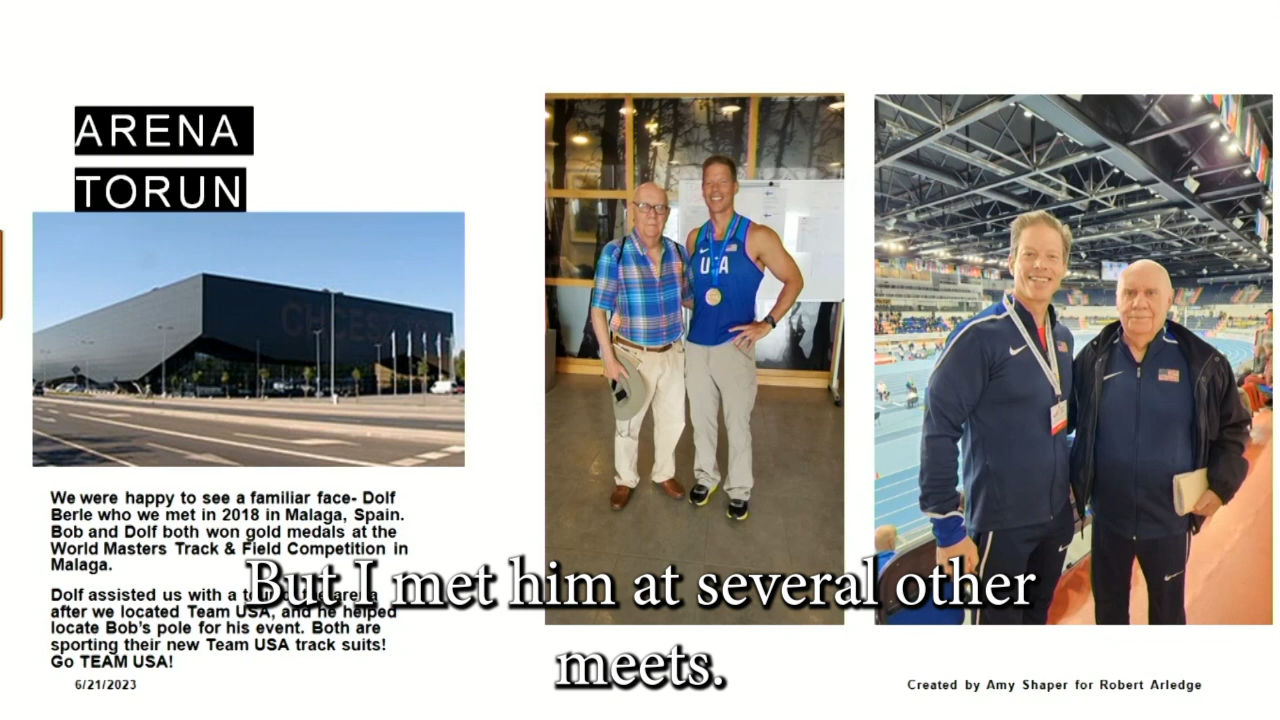 ARENA
TORUN
CHCES
USA
We were happy to see a familiar face- Dolf
Berle who we met in 2018 in Malaga, Spain.
Bob and Dolf both won gold medals at the
World Masters Track & Field Competition in
Malaga.
Dolf assisted us with a arena
after we located Team USA, and he helped
locate Bob's pole for his event. Both are
sporting their new Team USA track suits!
Go TEAM USA!
But I met him at several other
meets.
6/21/2023
Created by Amy Shaper for Robert Arledge